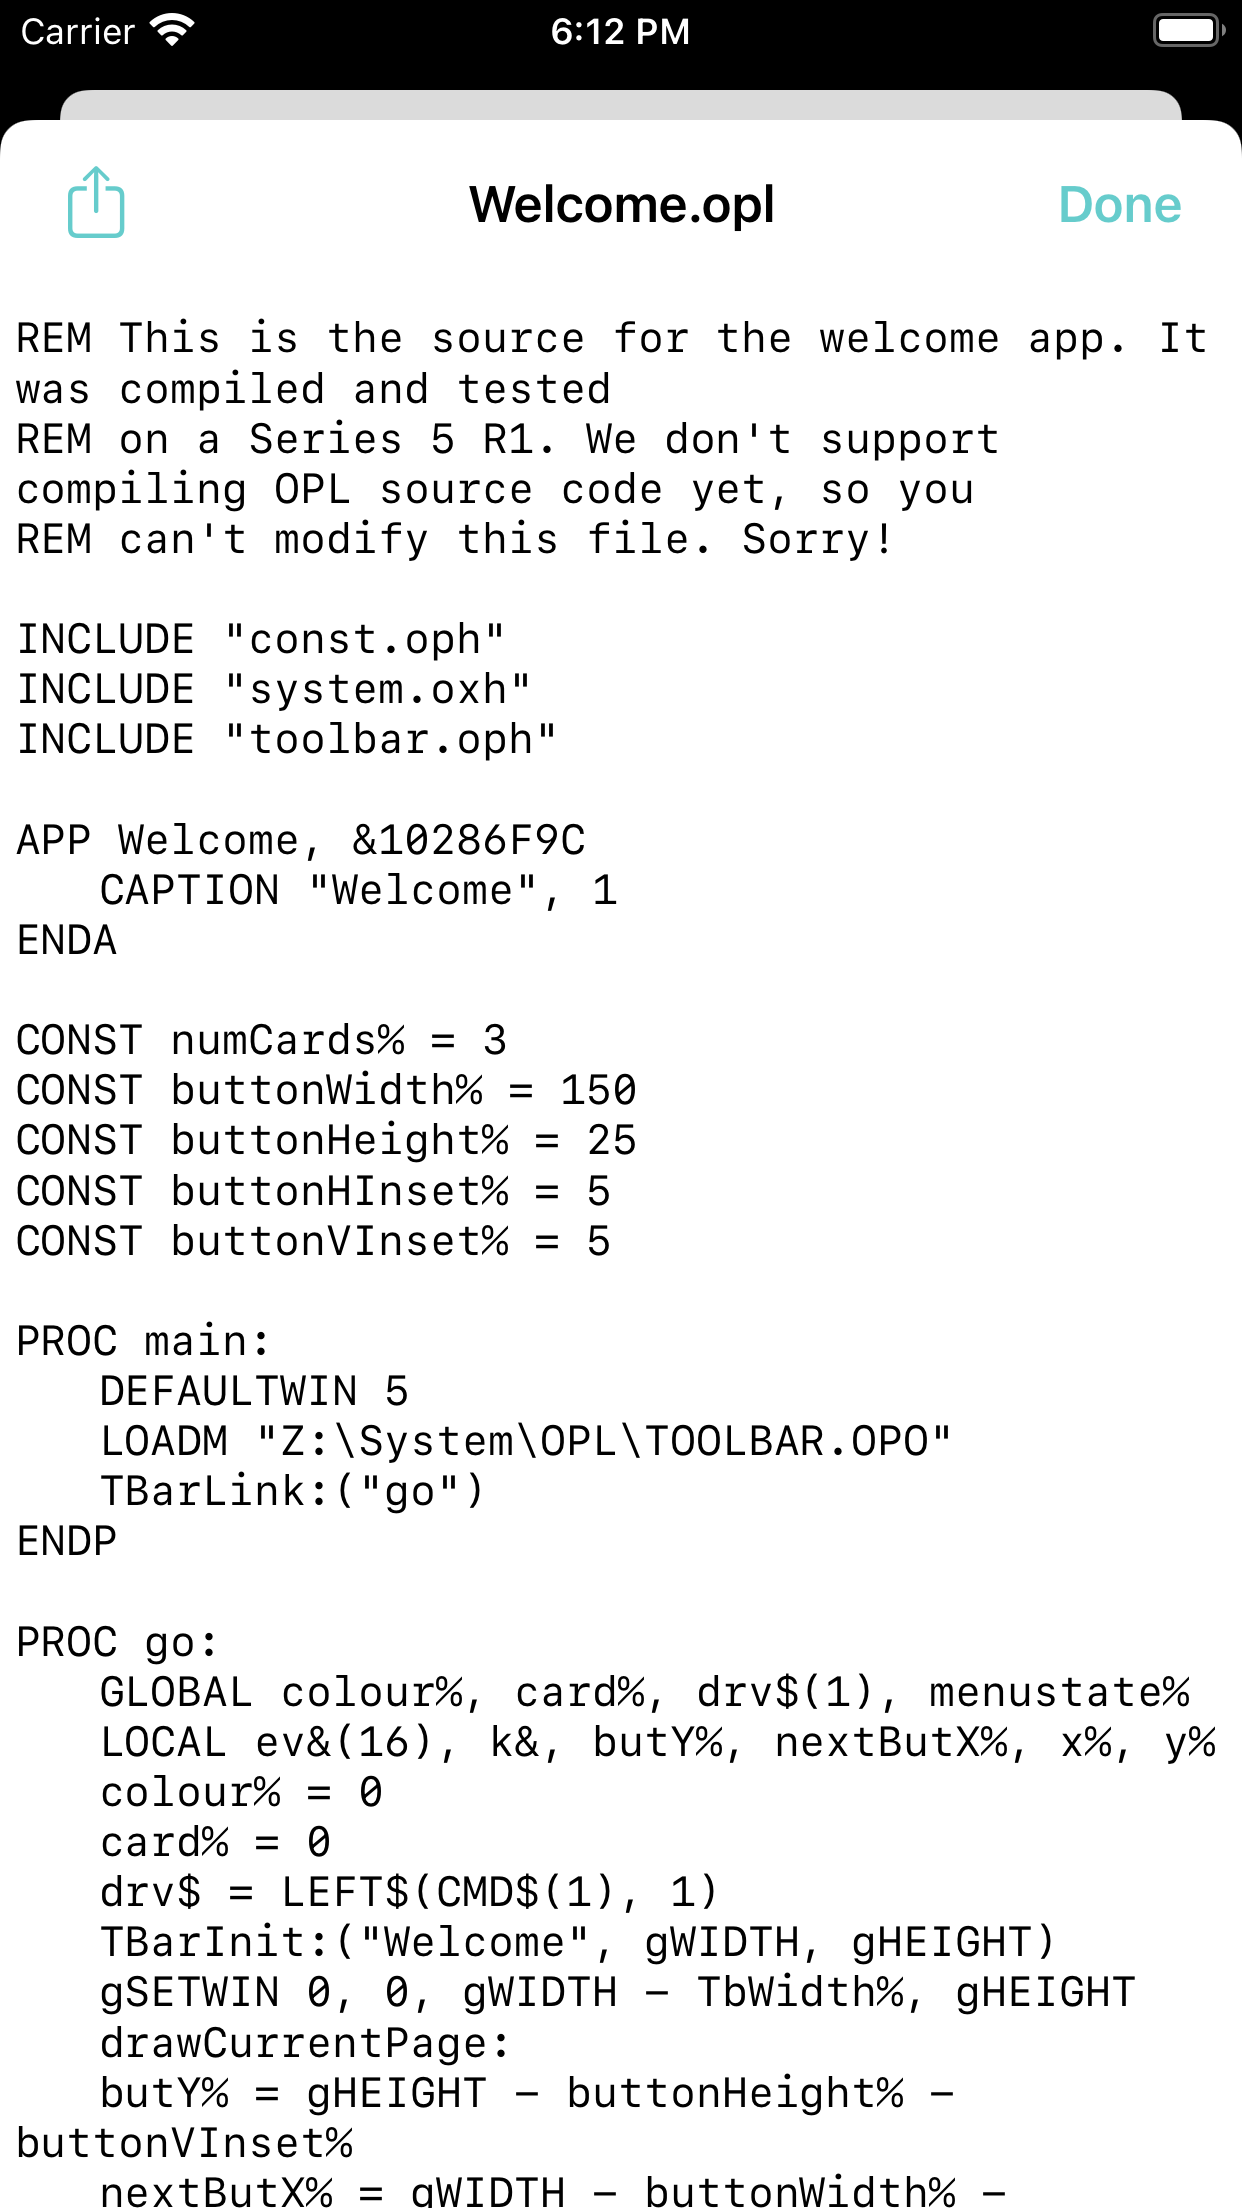 Carrier 6:12 PM
Welcome.opl Done
REM This is the source for the welcome app. It
was compiled and tested
REM on a Series 5 R1. We don't support
compiling OPL source code yet, so you
REM can't modify this file. Sorry!
INCLUDE "const.oph"
INCLUDE "system.oxh"
INCLUDE "toolbar.oph"
APP Welcome, &10286F9C
CAPTION "Welcome", 1
ENDA
CONST numCards% = 3
CONST buttonWidth% = 150
CONST buttonHeight% = 25
CONST buttonHInset% = 5
CONST buttonVInset% = 5
PROC main:
DEFAULTWIN 5
LOADM "Z:\System\OPL\TOOLBAR.OPO"
TBarLink:("go")
ENDP
PROC go:
GLOBAL colour%, card%, drv$(1), menustate%
LOCAL ev&(16), k&, butY%, nextButX%, x%, y%
colour% = 0
card% = 0
drv$ = LEFT$(CMD$(1), 1)
TBarInit:("Welcome", gWIDTH, gHEIGHT)
gSETWIN 0, 0, gWIDTH - TbWidth%, gHEIGHT
drawCurrentPage:
butY% = gHEIGHT - buttonHeight% -
buttonVInset%
nextButX% = gWIDTH - buttonWidth% -